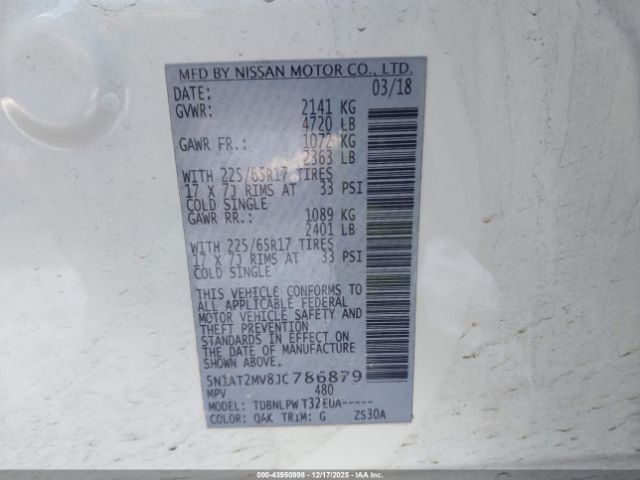 MFD BY NISSAN MOTOR CO., LTD.
DATE: 03/18
GVWR: 2141 KG
4720 LB
GAWR FR.: 1072 KG
2363 LB
WITH 225/65R17 TIRES
17 X 7J RIMS AT 33 PSI
COLD SINGLE
GAWR RR.: 1089 KG
2401 LB
WITH 225/65R17 TIRES
17 X 7J RIMS AT 33 PSI
COLD SINGLE
THIS VEHICLE CONFORMS TO
ALL APPLICABLE FEDERAL
MOTOR VEHICLE SAFETY AND
THEFT PREVENTION
STANDARDS IN EFFECT ON
THE DATE OF MANUFACTURE
SHOWN ABOVE.
5N1AT2MV8JC786879
MPV 480
MODEL: TDBNLPW T32EUA-----
COLOR: QAK TRIM: G ZS30A
000-43950998 - 12/17/2025 - COPART